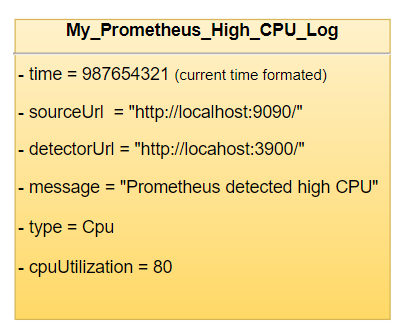 My_Prometheus_High_CPU_Log
- time = 987654321 (current time formated)
- sourceUrl = "http://localhost:9090/"
- detectorUrl = "http://locahost:3900/"
- message = "Prometheus detected high CPU"
- type = Cpu
- cpuUtilization = 80